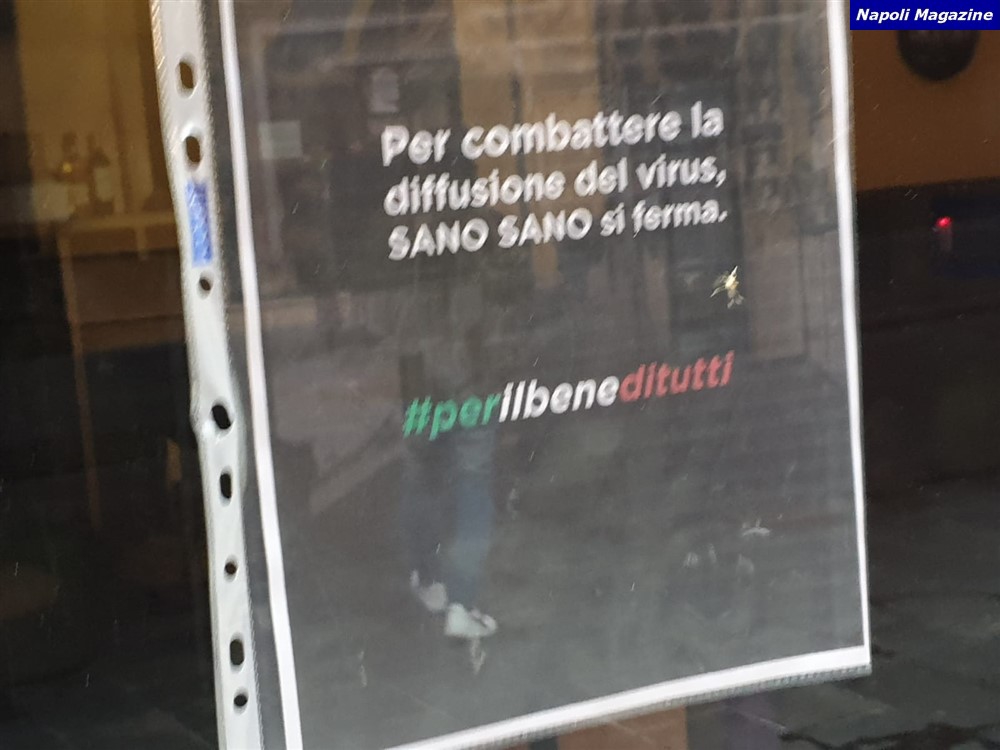 Napoli Magazine
Per combattere la
diffusione del virus,
SANO SANO si ferma.
#perilbeneditutti